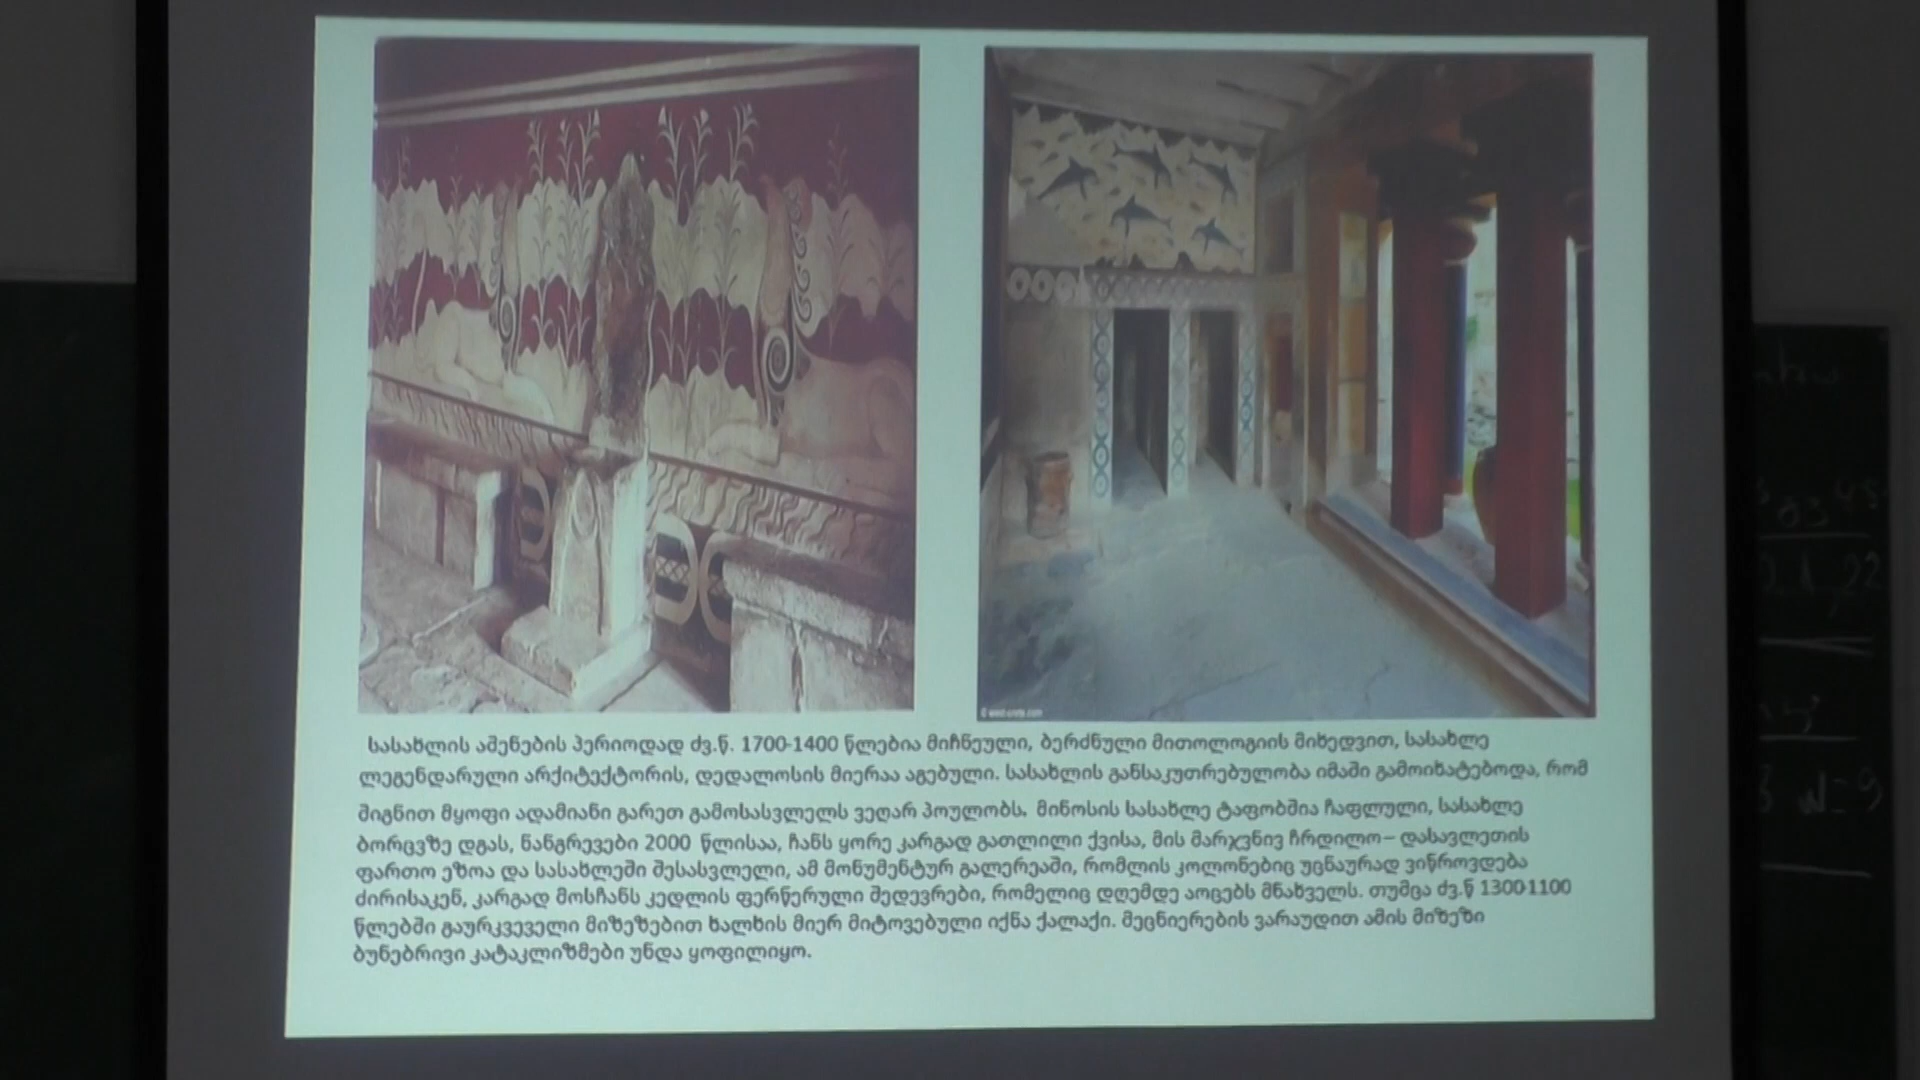 სასახლის აშენების პერიოდად ძვ.წ. 1700-1400 წლებია მიჩნეული, ბერძნული მითოლოგიის მიხედვით, სასახლე
ლეგენდარული არქიტექტორის, დედალოსის მიერაა აგებული. სასახლის განსაკუთრებულობა იმაში გამოიხატებოდა, რომ
შიგნით მყოფი ადამიანი გარეთ გამოსასვლელს ვეღარ პოულობს. მინოსის სასახლე ტაფობშია ჩაფლული, სასახლე
ბორცვზე დგას, ნანგრევები 2000 წლისაა, ჩანს ყორე კარგად გათლილი ქვისა, მის მარჯვნივ ჩრდილო– დასავლეთის
ფართო ეზოა და სასახლეში შესასვლელი, ამ მონუმენტურ გალერეაში, რომლის კოლონებიც უცნაურად ვიწროვდება
ძირისაკენ, კარგად მოსჩანს კედლის ფერწერული შედევრები, რომელიც დღემდე აოცებს მნახველს. თუმცა ძვ.წ 1300-1100
წლებში გაურკვეველი მიზეზებით ხალხის მიერ მიტოვებული იქნა ქალაქი. მეცნიერების ვარაუდით ამის მიზეზი
ბუნებრივი კატაკლიზმები უნდა ყოფილიყო.